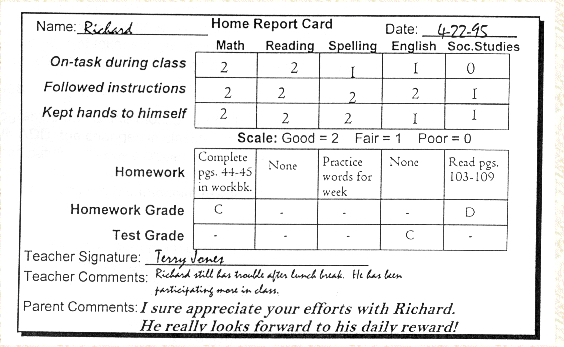 Home Report Card
Name: Richard Date: 4-22-95
Math Reading Spelling English Soc.Studies
On-task during class 2 2 1 1 0
Followed instructions 2 2 2 2 1
Kept hands to himself 2 2 2 1 1
Scale: Good = 2 Fair = 1 Poor = 0
Homework Complete pgs. 44-45 in workbk. None Practice words for week None Read pgs. 103-109
Homework Grade C - - - D
Test Grade - - - C -
Teacher Signature: Terry Jones
Teacher Comments: Richard still has trouble after lunch break. He has been
participating more in class.
Parent Comments: I sure appreciate your efforts with Richard.
He really looks forward to his daily reward!